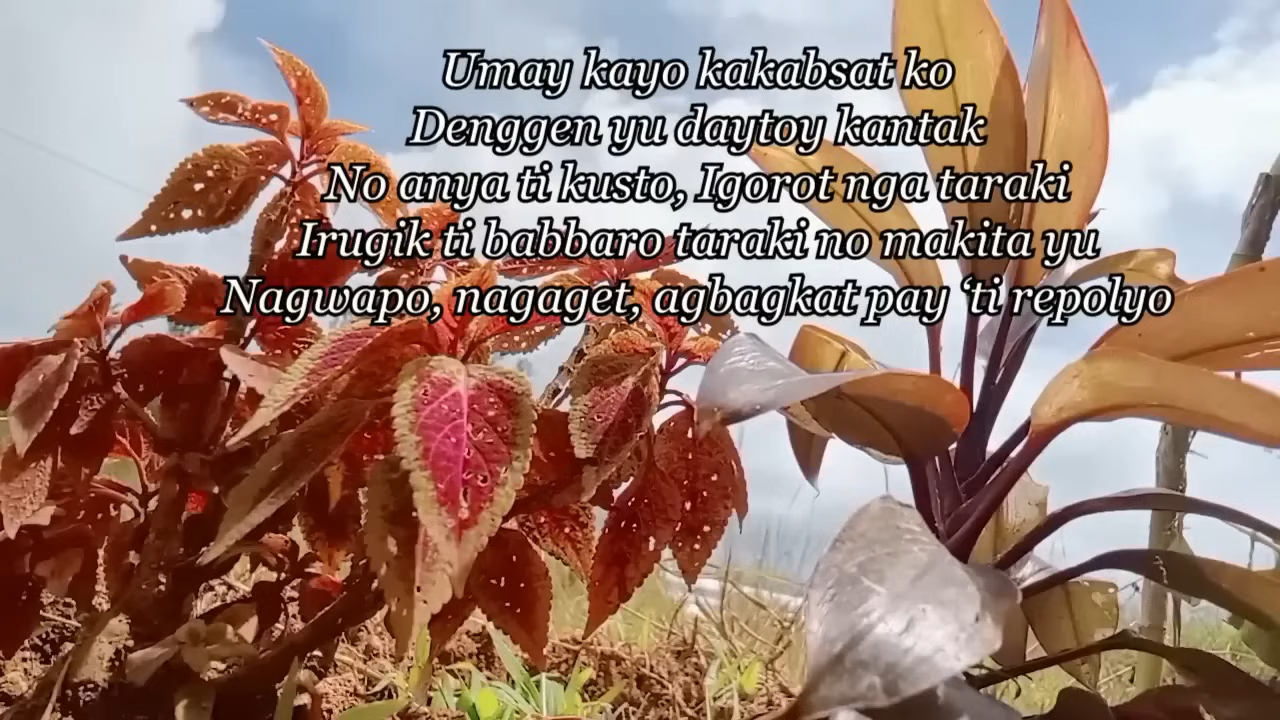 Umay kayo kakabsat ko
Denggen yu daytoy kantak
No anya ti kusto, Igorot nga taraki
Irugik ti babbaro taraki no makita yu
Nagwapo, nagaget, agbagkat pay ‘ti repolyo